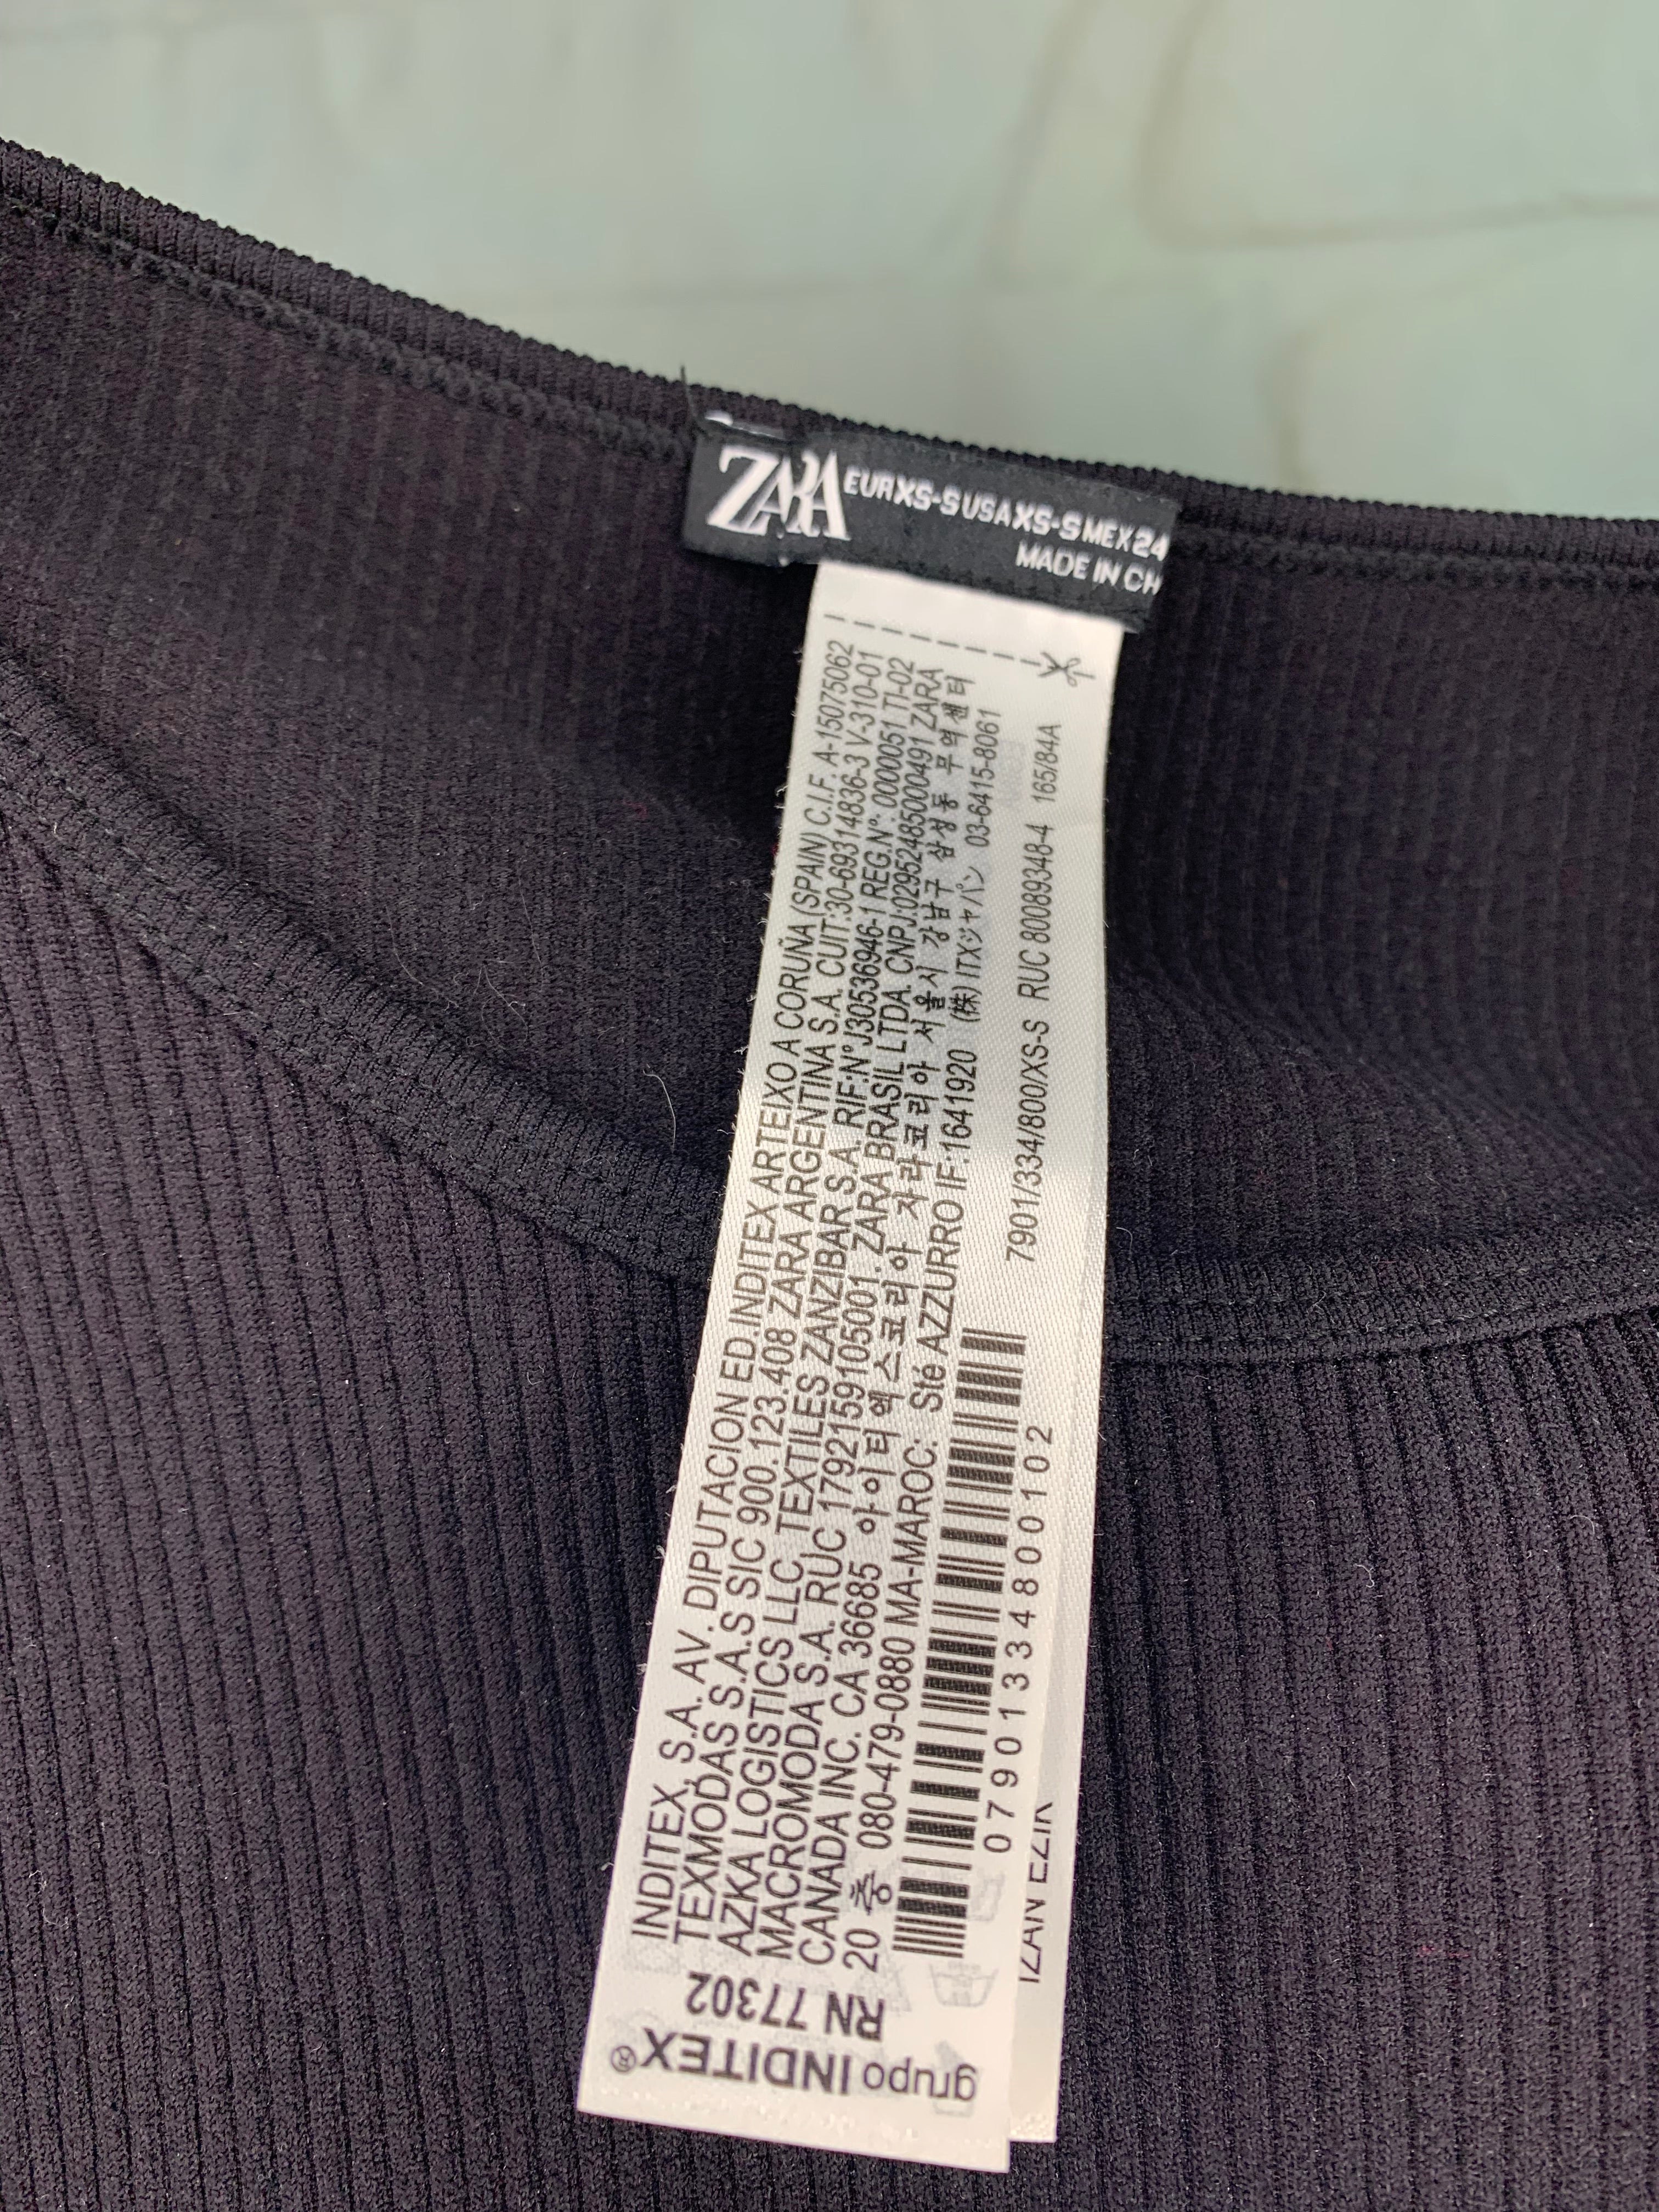 ZARA EUR XS-S USA XS-S MEX 24
MADE IN CH
INDITEX, S.A. AV. DIPUTACION ED.INDITEX ARTEIXO A CORUÑA (SPAIN) C.I.F. A-15075062
TEXMODAS S.A.S SIC 900.123.408 ZARA ARGENTINA S.A. CUIT:30-69314836-3 V-310-01
AZKA LOGISTICS LLC TEXTILES ZANZIBAR S.A. RIF:N°J30536946-1 REG.N°: 0000051 TI-02
MACROMODA S.A. RUC 1792159105001. ZARA BRASIL LTDA. CNPJ:02952485000491 ZARA
CANADA INC. CA 36685 아이티엑스코리아 자라코리아 서울시 강남구 삼성동 무역센터
20 층 080-479-0880 MA-MAROC: Sté AZZURRO IF:1641920 (株) ITXジャパン 03-6415-8061
7901/334/800/XS-S RUC 80089348-4 165/84A
07901334800102
RN 77302
grupo INDITEX®